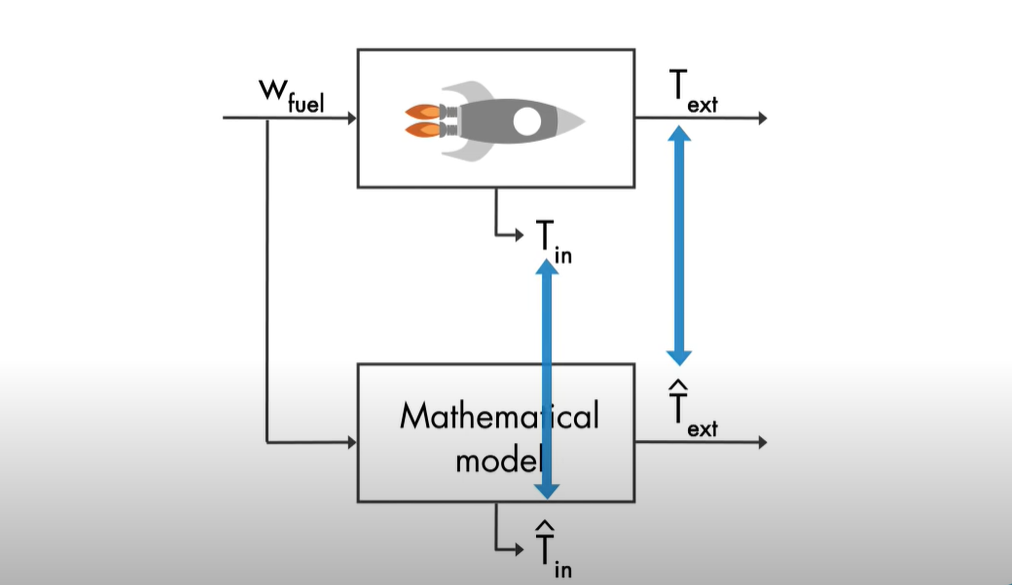 w_fuel
T_ext
T_in
Mathematical
model
T̂_ext
T̂_in